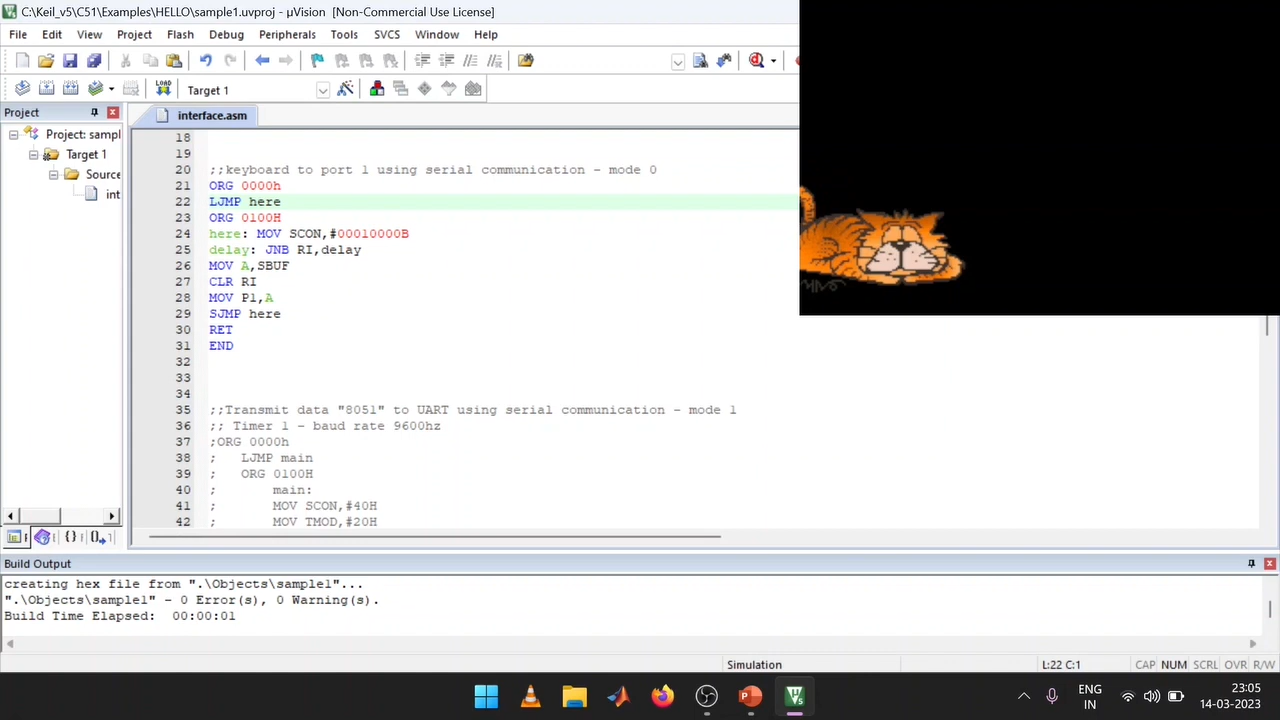 C:\Keil_v5\C51\Examples\HELLO\sample1.uvproj - µVision [Non-Commercial Use License]
File Edit View Project Flash Debug Peripherals Tools SVCS Window Help
LOAD Target 1
Project
interface.asm
Project: sampl
Target 1
Source
int
18
19
20 ;;keyboard to port 1 using serial communication - mode 0
21 ORG 0000h
22 LJMP here
23 ORG 0100H
24 here: MOV SCON,#00010000B
25 delay: JNB RI,delay
26 MOV A,SBUF
27 CLR RI
28 MOV P1,A
29 SJMP here
30 RET
31 END
32
33
34
35 ;;Transmit data "8051" to UART using serial communication - mode 1
36 ;; Timer 1 - baud rate 9600hz
37 ;ORG 0000h
38 ; LJMP main
39 ; ORG 0100H
40 ; main:
41 ; MOV SCON,#40H
42 ; MOV TMOD,#20H
Build Output
creating hex file from ".\Objects\sample1"...
".\Objects\sample1" - 0 Error(s), 0 Warning(s).
Build Time Elapsed: 00:00:01
Simulation L:22 C:1 CAP NUM SCRL OVR R/W
ENG 23:05
IN 14-03-2023